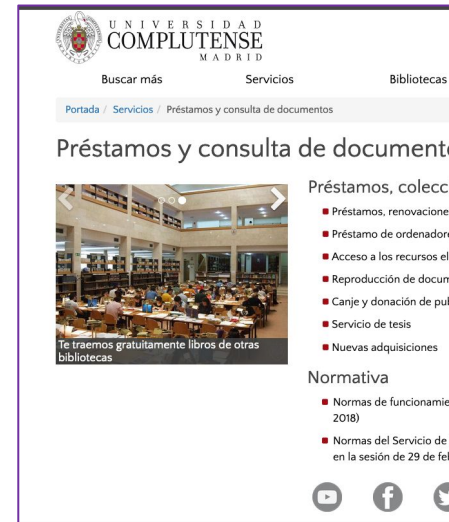 UNIVERSIDAD
COMPLUTENSE
MADRID
Buscar más Servicios Bibliotecas
Portada / Servicios / Préstamos y consulta de documentos
Préstamos y consulta de documento
Préstamos, colecc
Préstamos, renovacione
Préstamo de ordenadore
Acceso a los recursos el
Reproducción de docum
Canje y donación de pub
Servicio de tesis
Nuevas adquisiciones
Te traemos gratuitamente libros de otras
bibliotecas
Normativa
Normas de funcionamie
2018)
Normas del Servicio de
en la sesión de 29 de fel